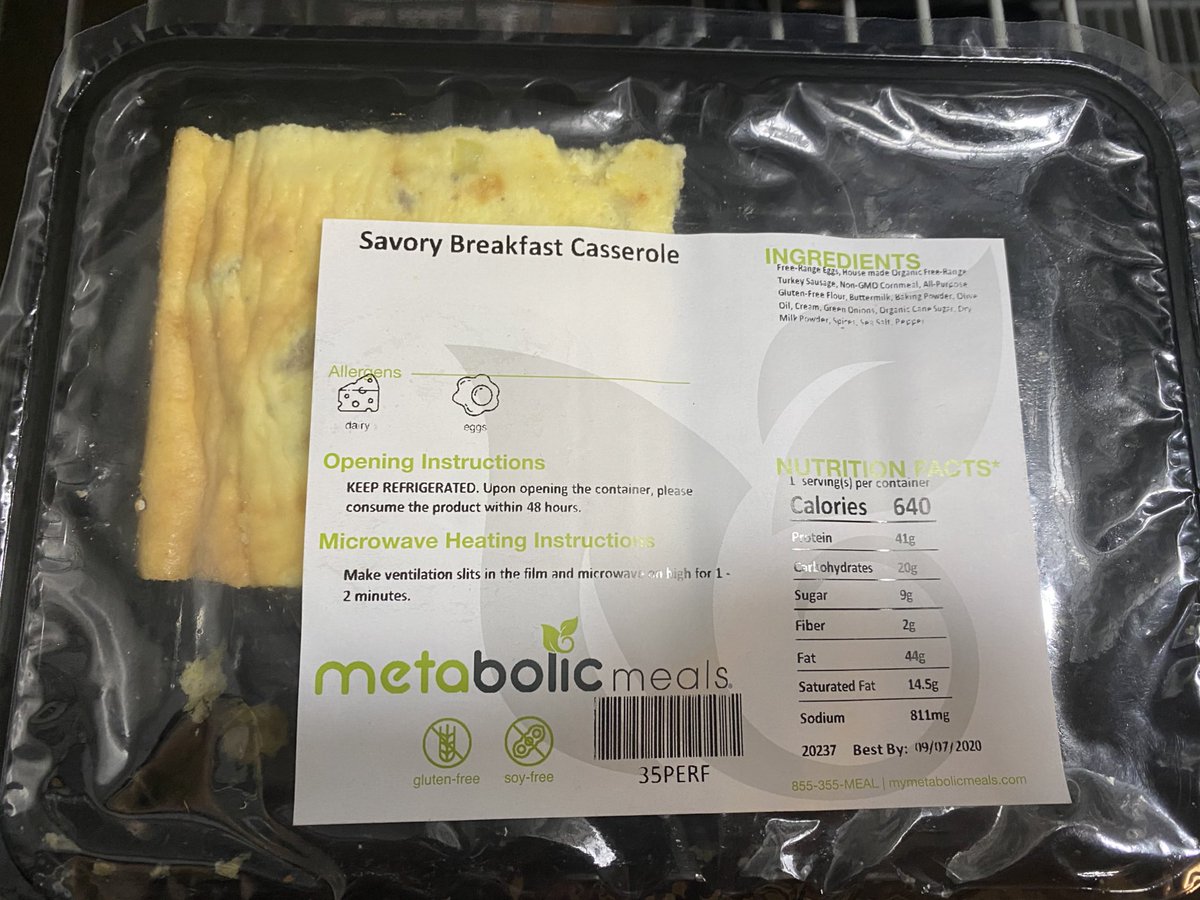 Savory Breakfast Casserole
Allergens
dairy
eggs
Opening Instructions
KEEP REFRIGERATED. Upon opening the container, please
consume the product within 48 hours.
Microwave Heating Instructions
Make ventilation slits in the film and microwave on high for 1 -
2 minutes.
metabolic meals®
gluten-free
soy-free
35PERF
INGREDIENTS
Free-Range Eggs, House made Organic Free-Range
Turkey Sausage, Non-GMO Cornmeal, All-Purpose
Gluten-Free Flour, Buttermilk, Baking Powder, Olive
Oil, Cream, Green Onions, Organic Cane Sugar, Dry
Milk Powder, Spices, Sea Salt, Pepper
NUTRITION FACTS*
1 serving(s) per container
Calories 640
Protein 41g
Carbohydrates 20g
Sugar 9g
Fiber 2g
Fat 44g
Saturated Fat 14.5g
Sodium 811mg
20237 Best By: 09/07/2020
855-355-MEAL | mymetabolicmeals.com